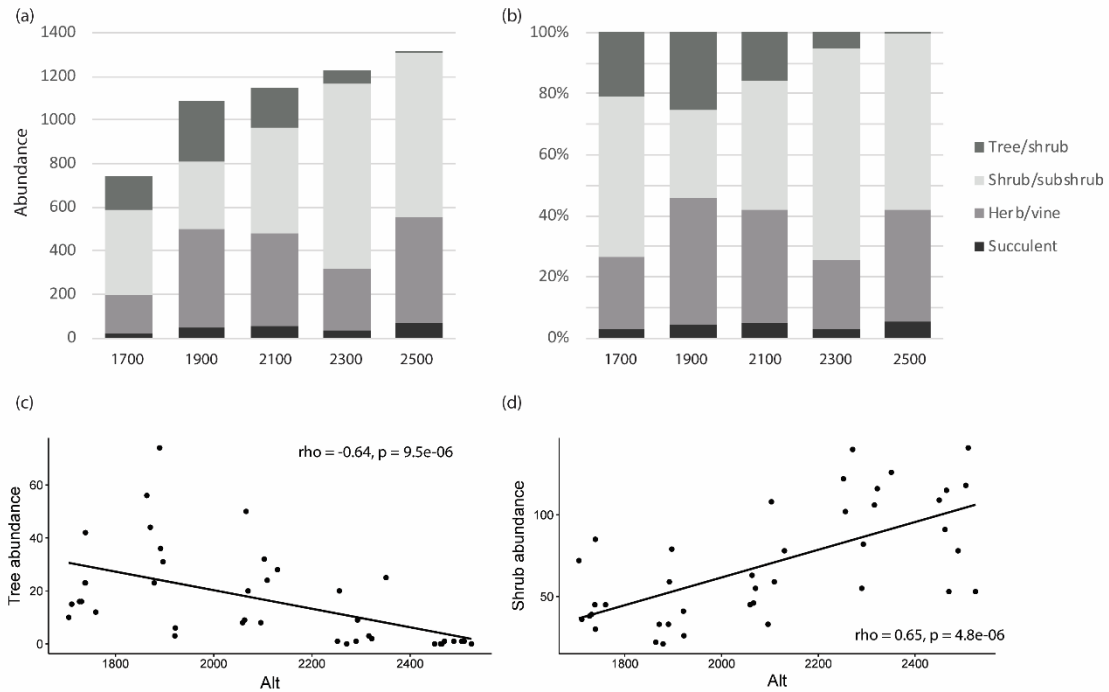 (a)
1400
1200
1000
800
600
400
200
0
Abundance
1700 1900 2100 2300 2500
(b)
100%
80%
60%
40%
20%
0%
1700 1900 2100 2300 2500
Tree/shrub
Shrub/subshrub
Herb/vine
Succulent
(c)
rho = -0.64, p = 9.5e-06
60
40
20
0
Tree abundance
1800 2000 2200 2400
Alt
(d)
100
50
Shrub abundance
rho = 0.65, p = 4.8e-06
1800 2000 2200 2400
Alt